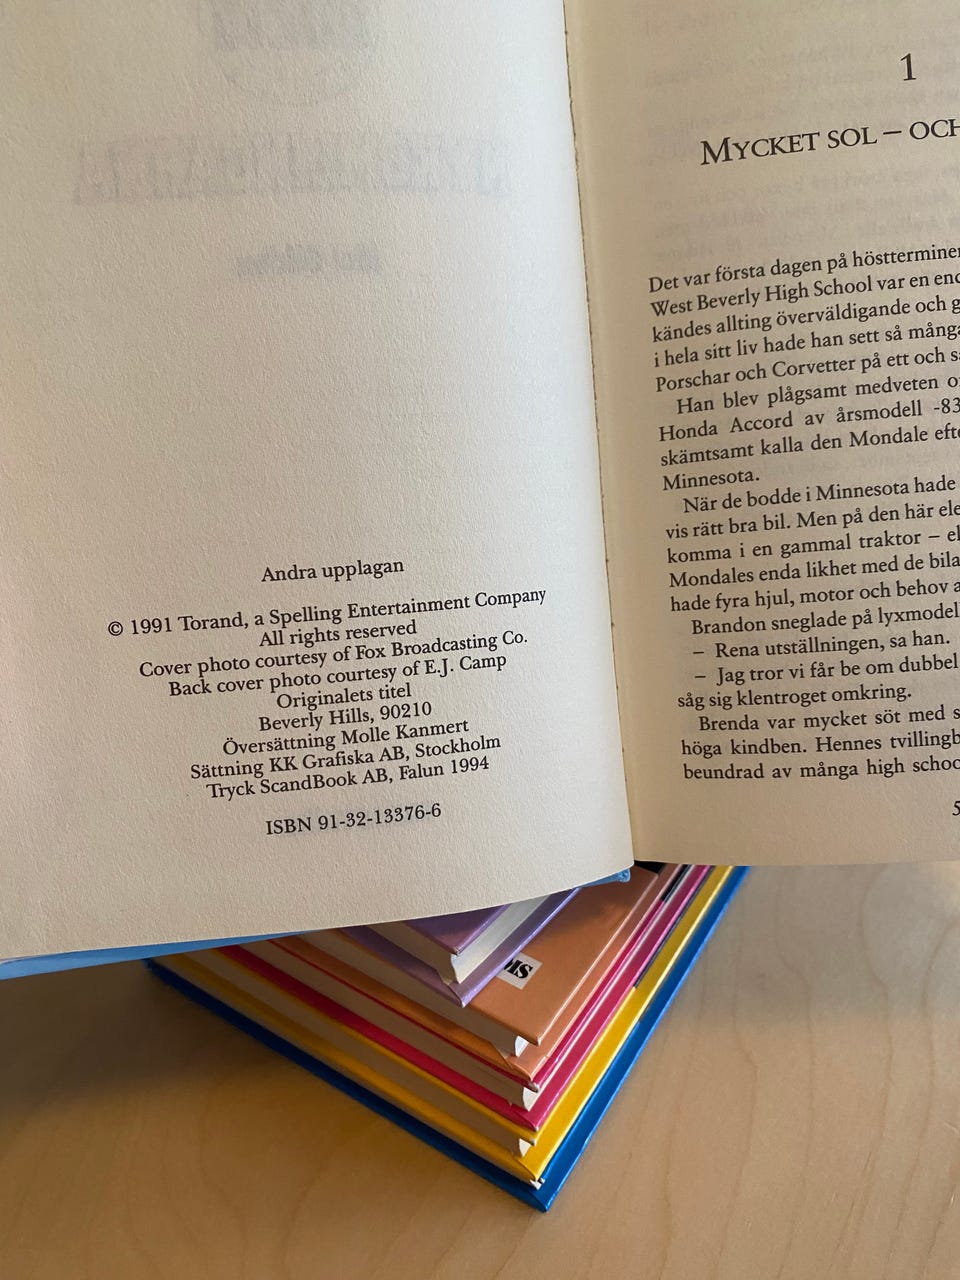 Andra upplagan
© 1991 Torand, a Spelling Entertainment Company
All rights reserved
Cover photo courtesy of Fox Broadcasting Co.
Back cover photo courtesy of E.J. Camp
Originalets titel
Beverly Hills, 90210
Översättning Molle Kanmert
Sättning KK Grafiska AB, Stockholm
Tryck ScandBook AB, Falun 1994
ISBN 91-32-13376-6
1
MYCKET SOL – OCH
Det var första dagen på höstterminen
West Beverly High School var en end
kändes allting överväldigande och g
i hela sitt liv hade han sett så många
Porschar och Corvetter på ett och s
Han blev plågsamt medveten o
Honda Accord av årsmodell -83
skämtsamt kalla den Mondale efte
Minnesota.
När de bodde i Minnesota hade
vis rätt bra bil. Men på den här ele
komma i en gammal traktor – el
Mondales enda likhet med de bila
hade fyra hjul, motor och behov a
Brandon sneglade på lyxmodell
– Rena utställningen, sa han.
– Jag tror vi får be om dubbel
såg sig klentroget omkring.
Brenda var mycket söt med s
höga kindben. Hennes tvillingb
beundrad av många high schoo
5
MS